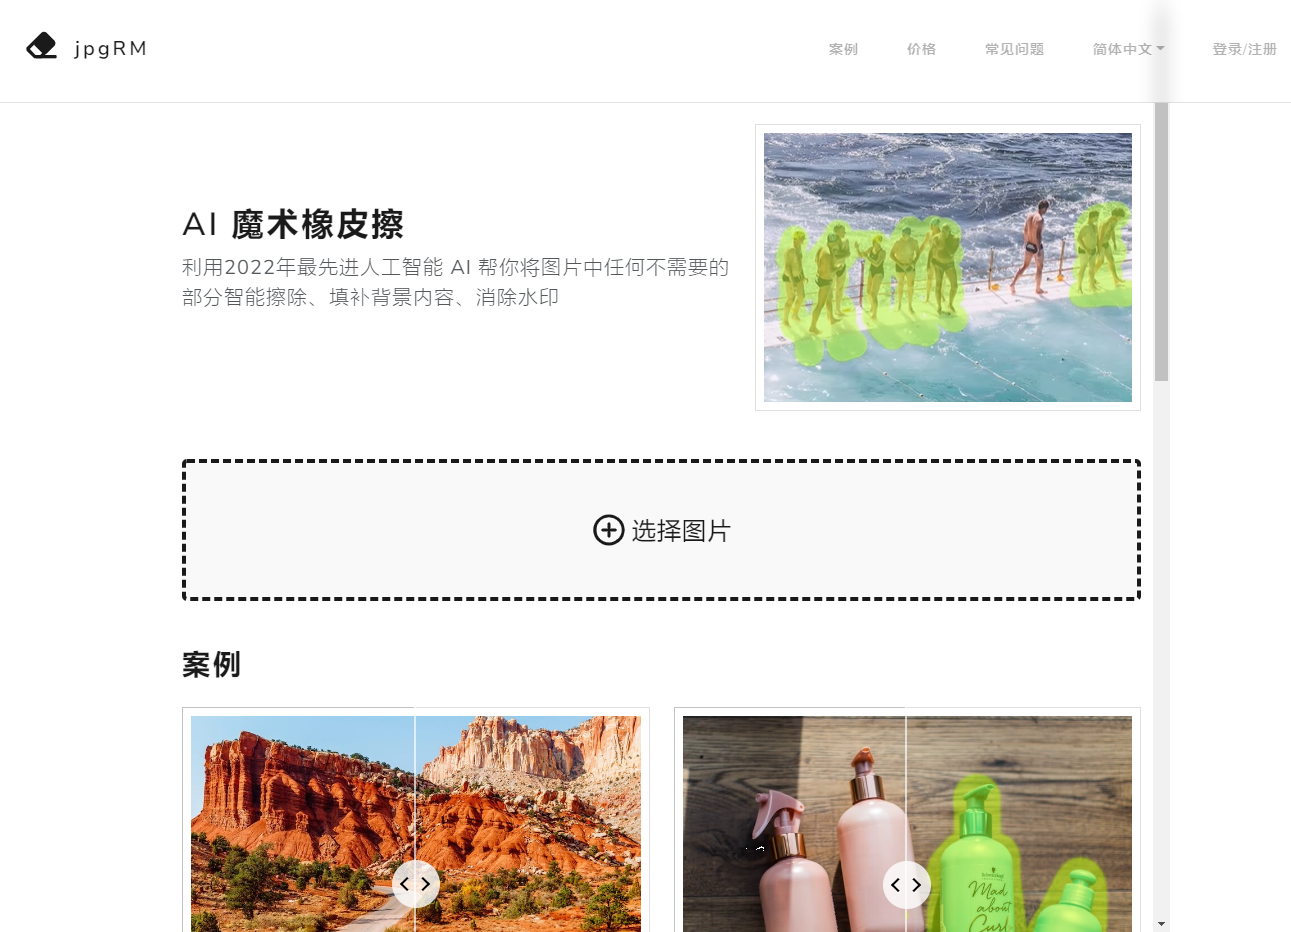 jpgRM
案例
价格
常见问题
简体中文
登录/注册
AI 魔术橡皮擦
利用2022年最先进人工智能 AI 帮你将图片中任何不需要的
部分智能擦除、填补背景内容、消除水印
选择图片
案例
Mad
about
Curl